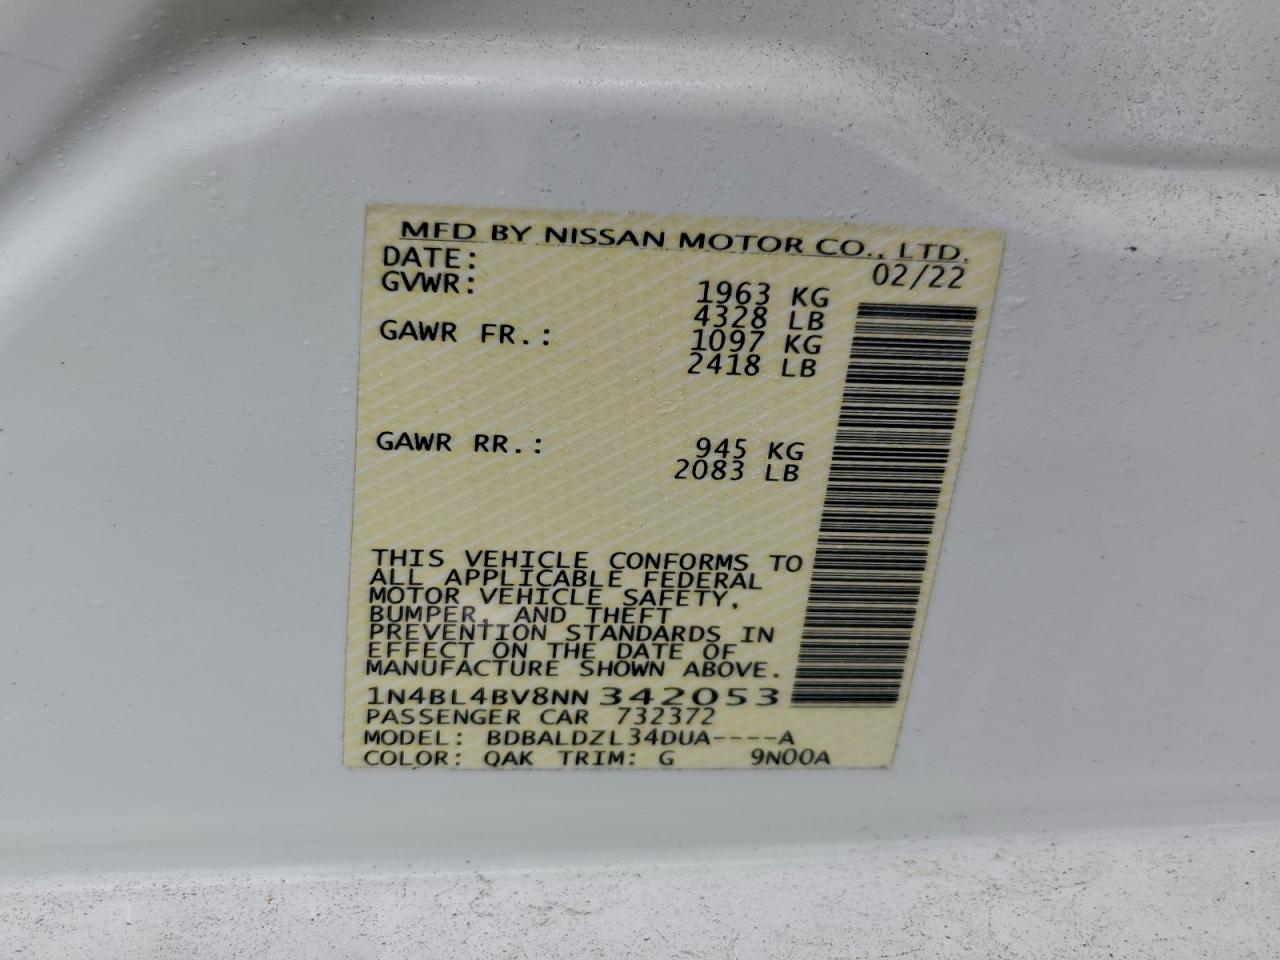 MFD BY NISSAN MOTOR CO., LTD.
DATE: 02/22
GVWR: 1963 KG
4328 LB
GAWR FR.: 1097 KG
2418 LB
GAWR RR.: 945 KG
2083 LB
THIS VEHICLE CONFORMS TO
ALL APPLICABLE FEDERAL
MOTOR VEHICLE SAFETY,
BUMPER, AND THEFT
PREVENTION STANDARDS IN
EFFECT ON THE DATE OF
MANUFACTURE SHOWN ABOVE.
1N4BL4BV8NN342053
PASSENGER CAR 732372
MODEL: BDBALDZL34DUA----A
COLOR: QAK TRIM: G 9N00A